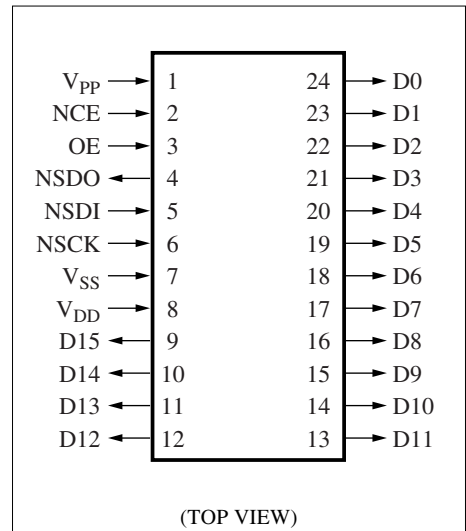 VPP 1 24 D0
NCE 2 23 D1
OE 3 22 D2
NSDO 4 21 D3
NSDI 5 20 D4
NSCK 6 19 D5
VSS 7 18 D6
VDD 8 17 D7
D15 9 16 D8
D14 10 15 D9
D13 11 14 D10
D12 12 13 D11
(TOP VIEW)